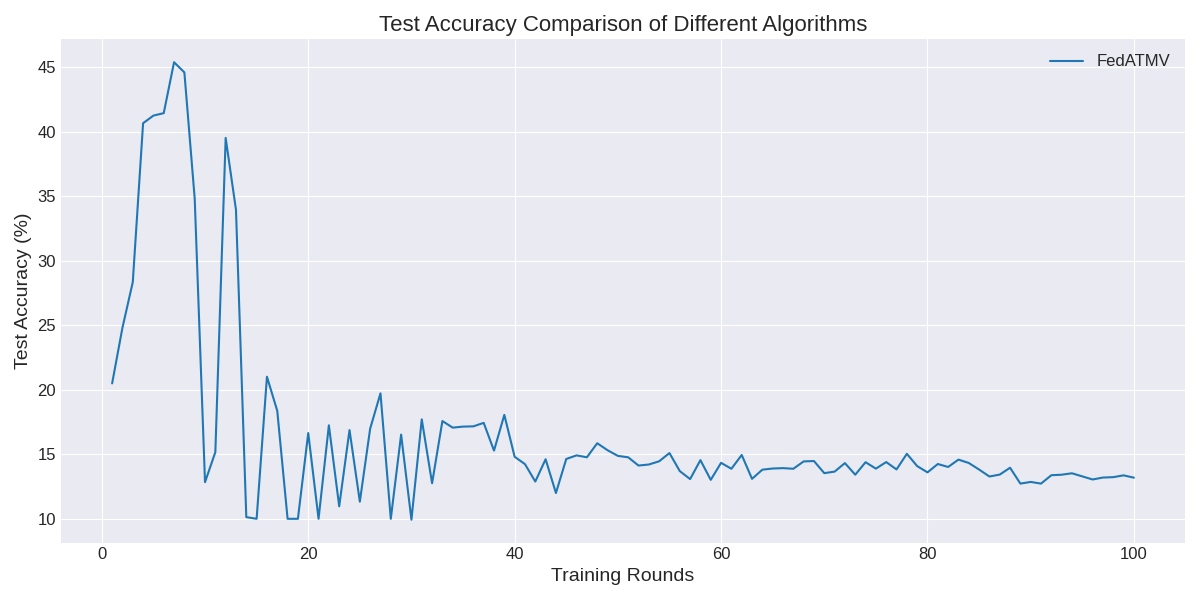 Test Accuracy Comparison of Different Algorithms
FedATMV
Test Accuracy (%)
45
40
35
30
25
20
15
10
0 20 40 60 80 100
Training Rounds